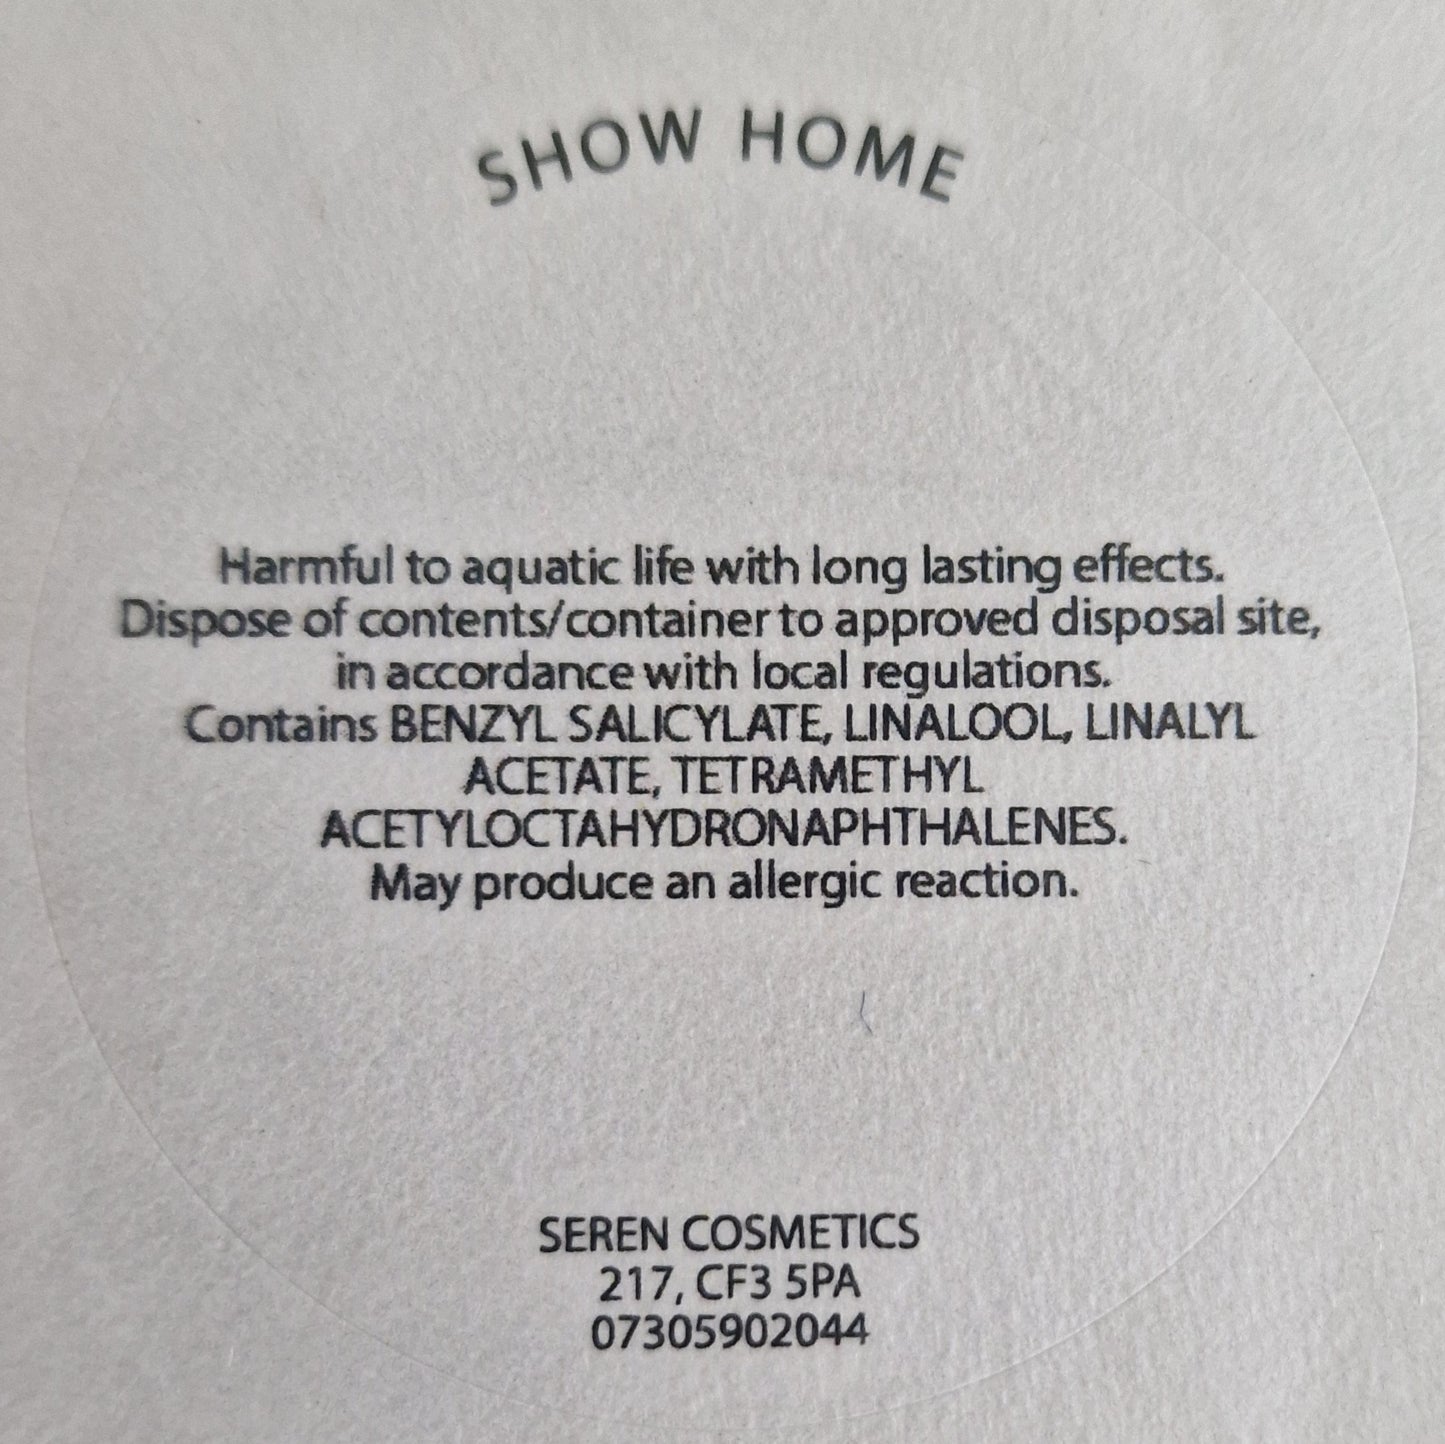 SHOW HOME
Harmful to aquatic life with long lasting effects.
Dispose of contents/container to approved disposal site,
in accordance with local regulations.
Contains BENZYL SALICYLATE, LINALOOL, LINALYL
ACETATE, TETRAMETHYL
ACETYLOCTAHYDRONAPHTHALENES.
May produce an allergic reaction.
SEREN COSMETICS
217, CF3 5PA
07305902044